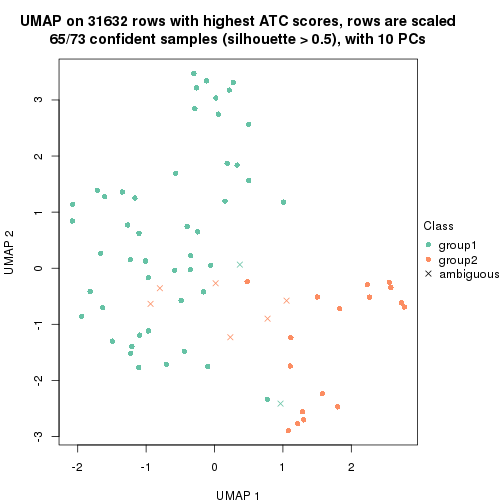 UMAP on 31632 rows with highest ATC scores, rows are scaled
65/73 confident samples (silhouette > 0.5), with 10 PCs
3
2
1
0
-1
-2
-3
UMAP 2
-2
-1
0
1
2
UMAP 1
Class
group1
group2
ambiguous